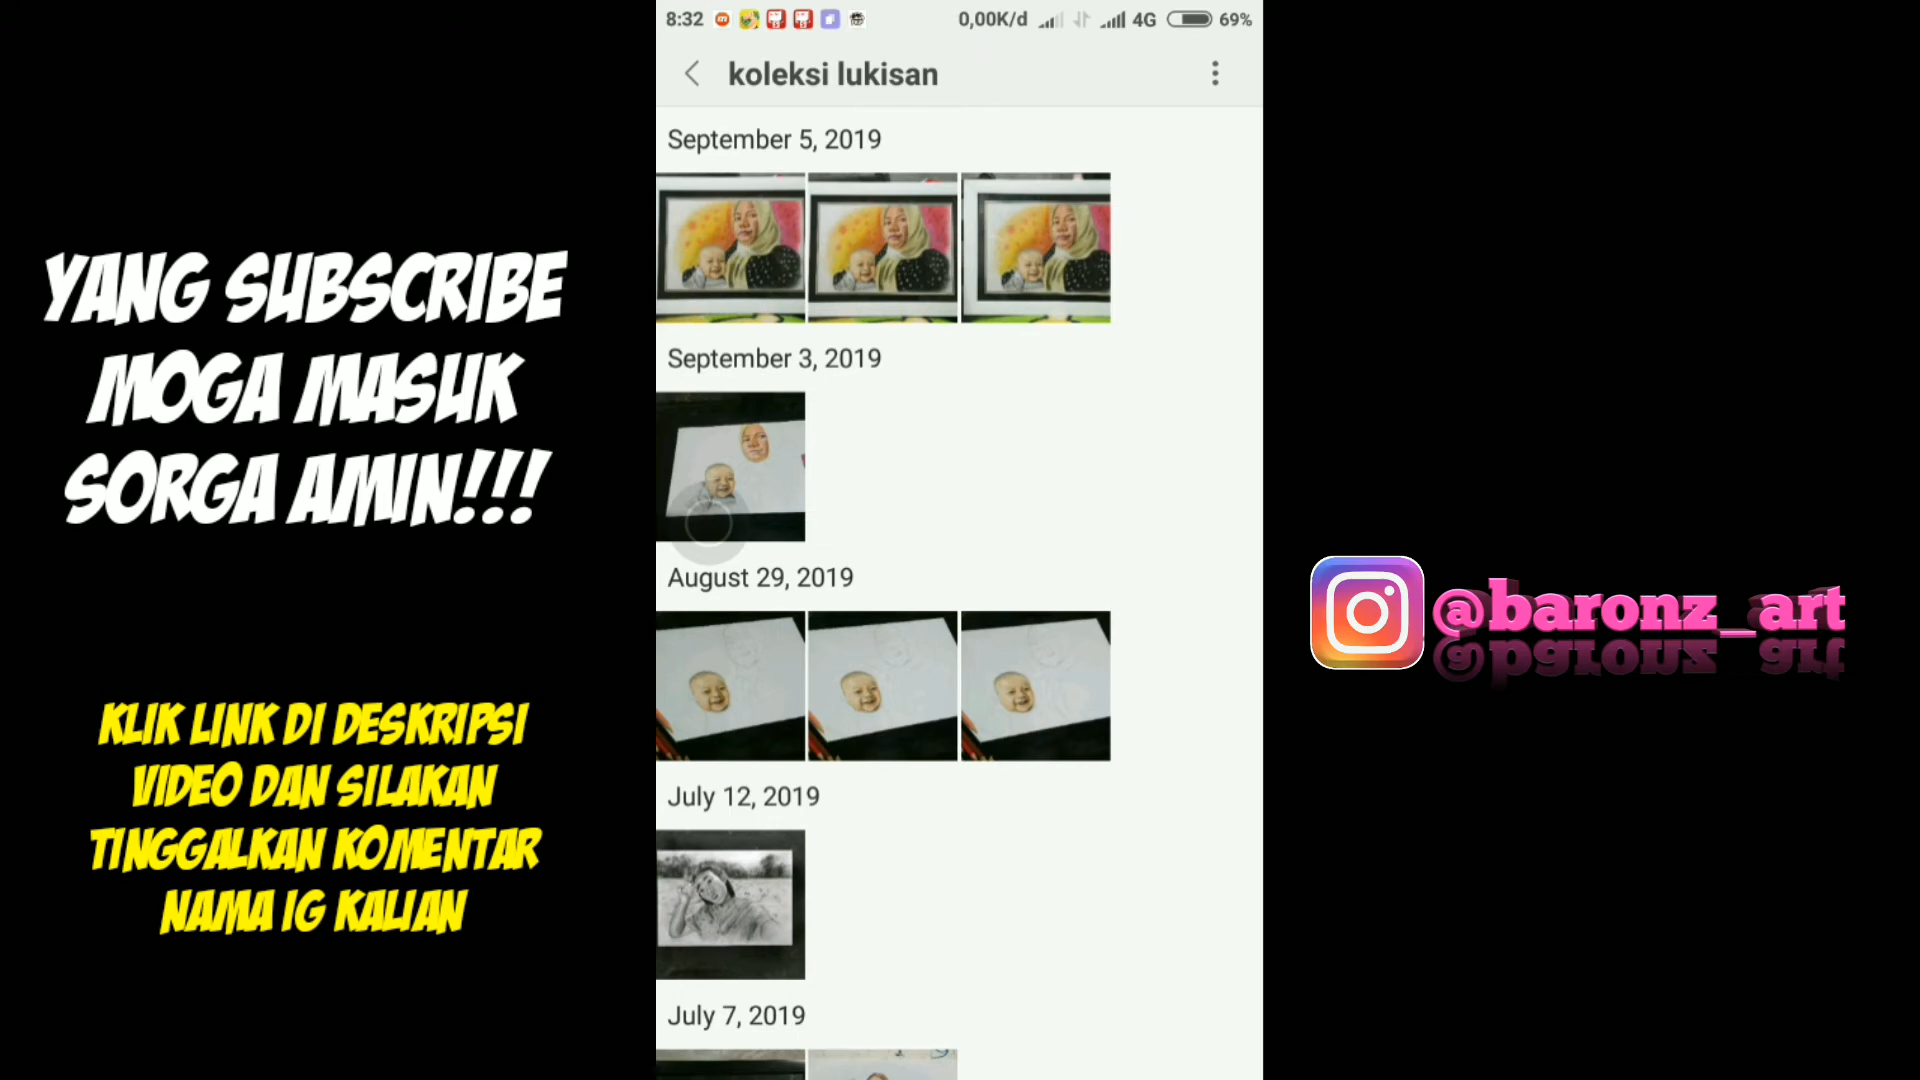 YANG SUBSCRIBE
MOGA MASUK
SORGA AMIN!!!
KLIK LINK DI DESKRIPSI
VIDEO DAN SILAKAN
TINGGALKAN KOMENTAR
NAMA IG KALIAN
8:32 0,00K/d 4G 69%
koleksi lukisan
September 5, 2019
September 3, 2019
August 29, 2019
July 12, 2019
July 7, 2019
@baronz_art